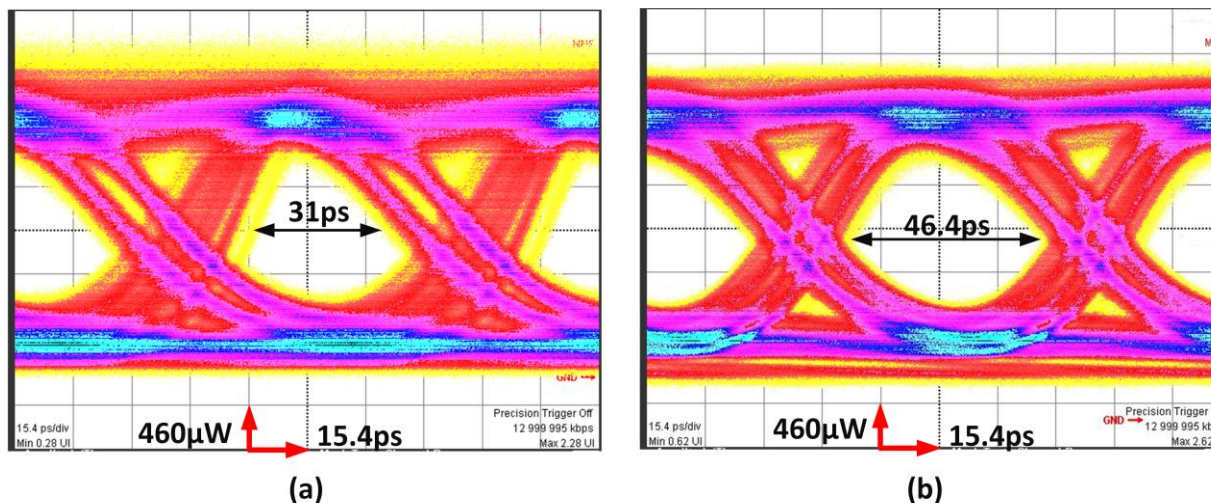 31ps
GND →
15.4 ps/div
Min 0.28 UI
460µW
15.4ps
Precision Trigger Off
12 999 995 kbps
Max 2.28 UI
(a)
M
46.4ps
15.4 ps/div
Min 0.62 UI
460µW
15.4ps
GND →
Precision Trigger
12 999 995 kbps
Max 2.62
(b)